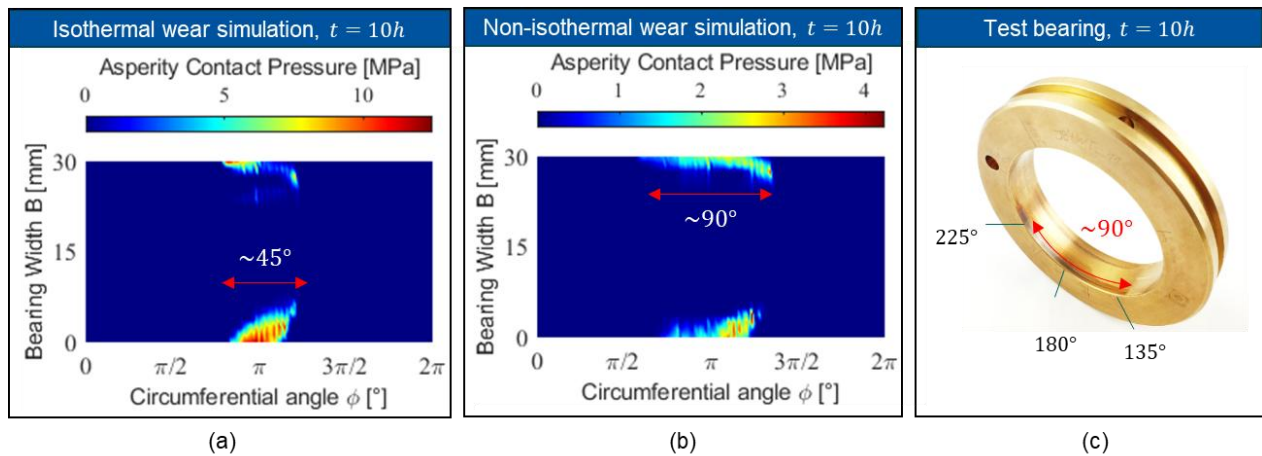 Isothermal wear simulation, t = 10h
Asperity Contact Pressure [MPa]
0 5 10
30
15
0
Bearing Width B [mm]
~45°
0 π/2 π 3π/2 2π
Circumferential angle ϕ [°]
(a)
Non-isothermal wear simulation, t = 10h
Asperity Contact Pressure [MPa]
0 1 2 3 4
30
15
0
Bearing Width B [mm]
~90°
0 π/2 π 3π/2 2π
Circumferential angle ϕ [°]
(b)
Test bearing, t = 10h
~90°
225°
180°
135°
(c)